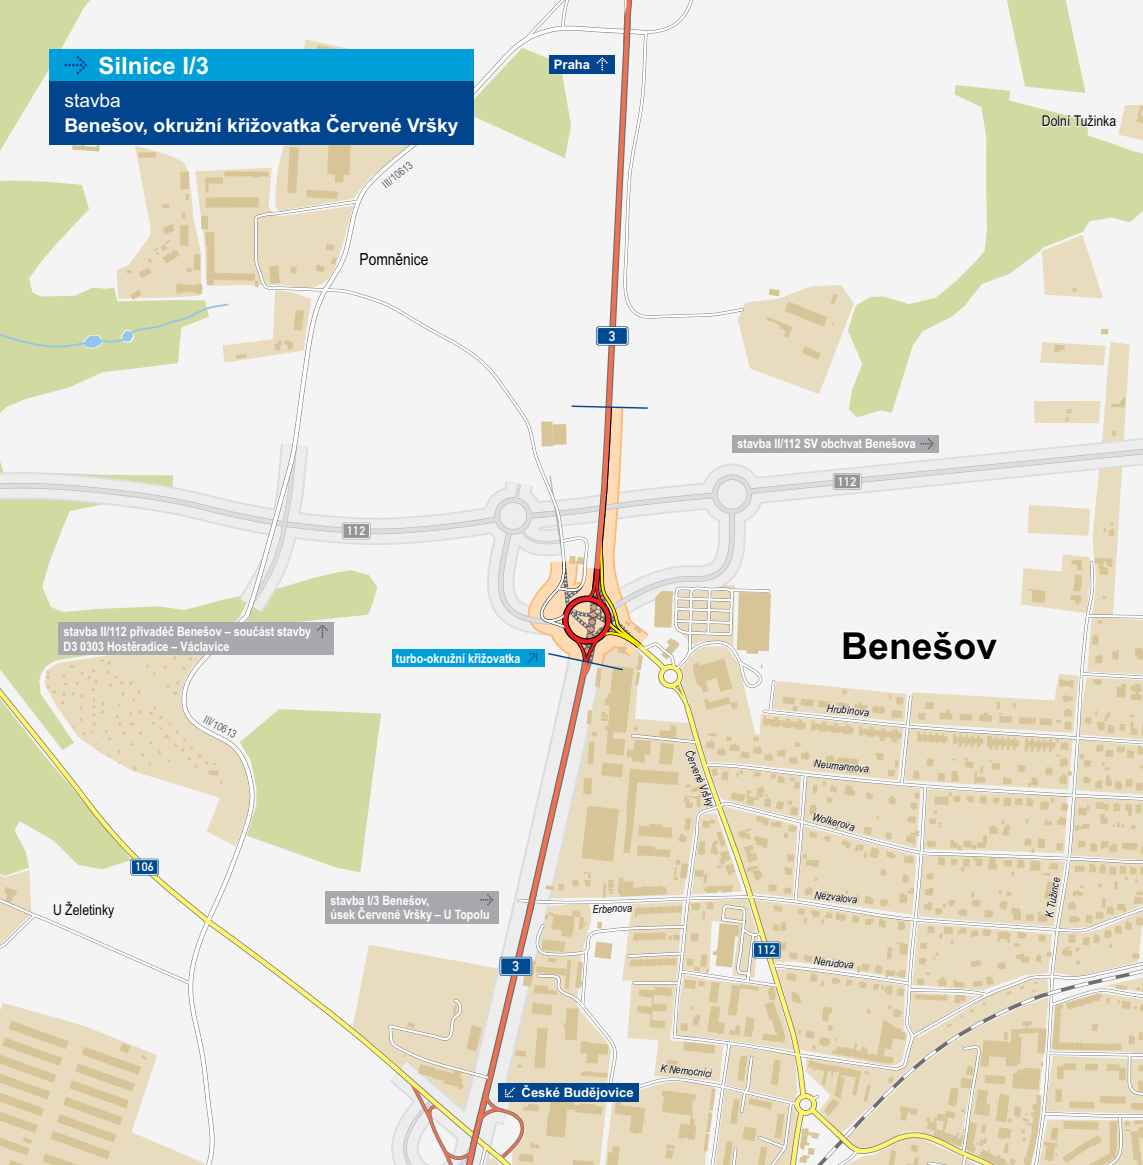 Silnice I/3
stavba
Benešov, okružní křižovatka Červené Vršky
Praha
Dolní Tužinka
III/10613
Pomněnice
3
stavba II/112 SV obchvat Benešova
112
112
stavba II/112 přivaděč Benešov – součást stavby
D3 0303 Hostěradice – Václavice
turbo-okružní křižovatka
Benešov
III/10613
Hrubínova
Červené Vršky
Neumannova
Wolkerova
106
stavba I/3 Benešov,
úsek Červené Vršky – U Topolu
U Želetinky
Erbenova
Nezvalova
K Tužince
112
3
Nerudova
K Nemocnici
České Budějovice